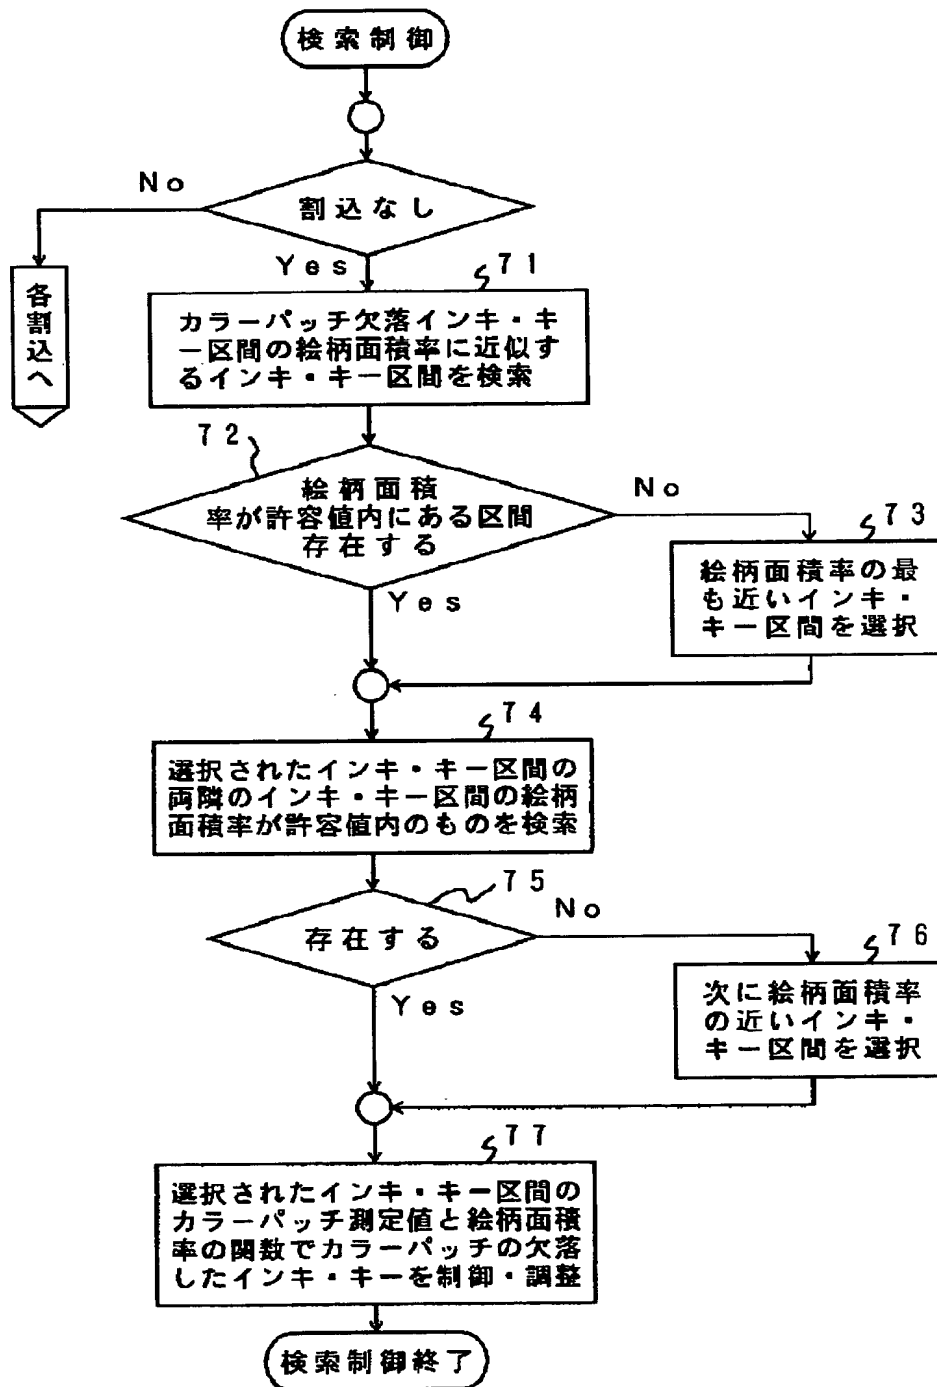 検索制御
割込なし
No
Yes
各割込へ
71
カラーパッチ欠落インキ・キ
ー区間の絵柄面積率に近似す
るインキ・キー区間を検索
72
絵柄面積
率が許容値内にある区間
存在する
No
Yes
73
絵柄面積率の最
も近いインキ・
キー区間を選択
74
選択されたインキ・キー区間の
両隣のインキ・キー区間の絵柄
面積率が許容値内のものを検索
75
存在する
No
Yes
76
次に絵柄面積率
の近いインキ・
キー区間を選択
77
選択されたインキ・キー区間の
カラーパッチ測定値と絵柄面積
率の関数でカラーパッチの欠落
したインキ・キーを制御・調整
検索制御終了